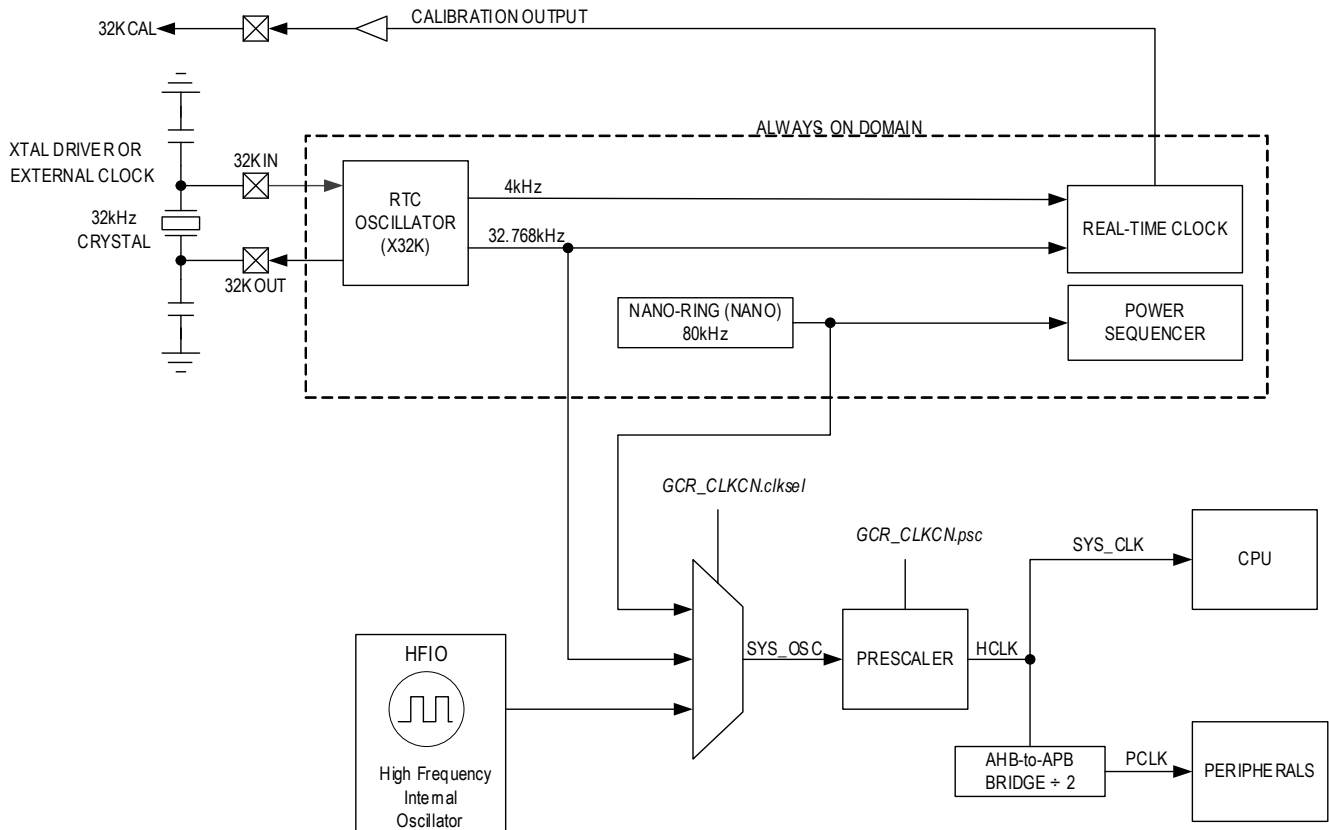 CALIBRATION OUTPUT
32KCAL
ALWAYS ON DOMAIN
XTAL DRIVER OR
EXTERNAL CLOCK
32KIN
32kHz
CRYSTAL
32KOUT
RTC
OSCILLATOR
(X32K)
4kHz
32.768kHz
REAL-TIME CLOCK
NANO-RING (NANO)
80kHz
POWER
SEQUENCER
GCR_CLKCN.clksel
GCR_CLKCN.psc
SYS_CLK
CPU
HFIO
High Frequency
Internal
Oscillator
SYS_OSC
PRESCALER
HCLK
AHB-to-APB
BRIDGE ÷ 2
PCLK
PERIPHERALS